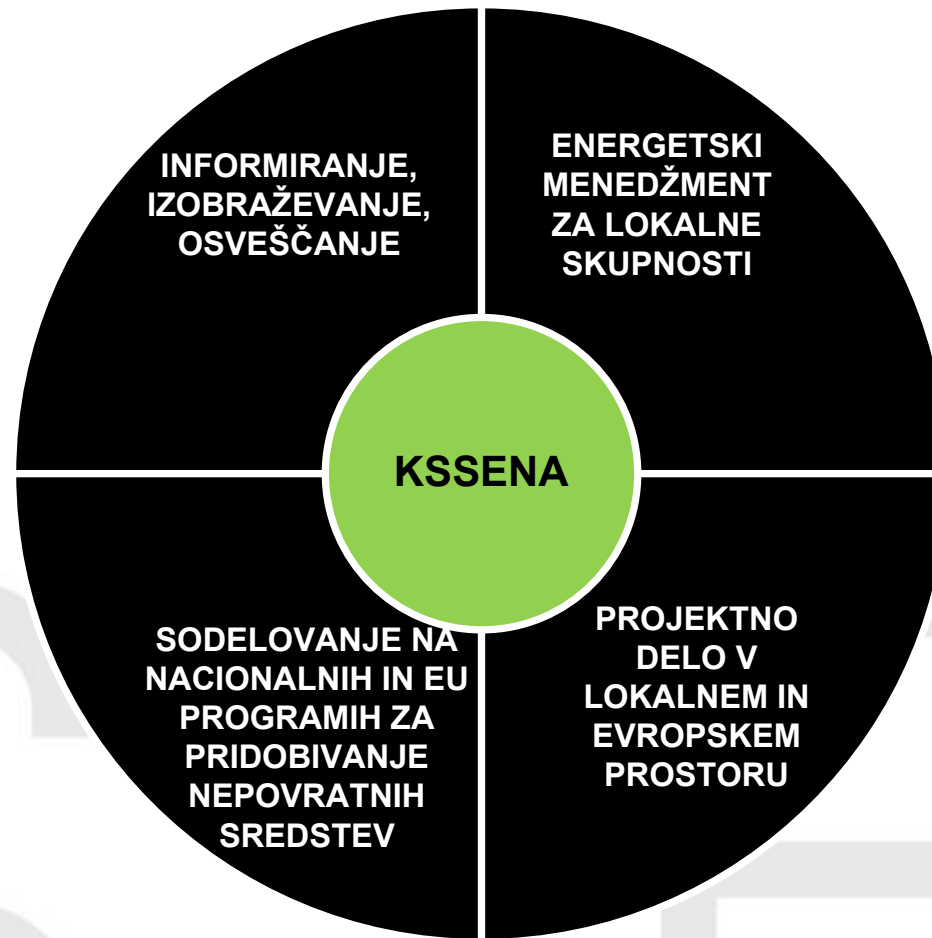 INFORMIRANJE,
IZOBRAŽEVANJE,
OSVEŠČANJE
ENERGETSKI
MENEDŽMENT
ZA LOKALNE
SKUPNOSTI
KSSENA
SODELOVANJE NA
NACIONALNIH IN EU
PROGRAMIH ZA
PRIDOBIVANJE
NEPOVRATNIH
SREDSTEV
PROJEKTNO
DELO V
LOKALNEM IN
EVROPSKEM
PROSTORU